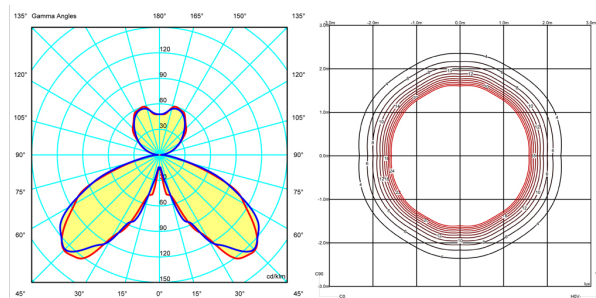 135° Gamma Angles 180° 165° 150° 135°
-3.0m -2.0m -1.0m 0.0m 1.0m 2.0m 3.0m
3.0m
120
120° 120°
90
2.0m
60
105° 105°
30
1.0m
90° 90°
0.0m
30
75° 75°
-1.0m
60
60° 60°
90
-2.0m
120
C90
150 cd/klm
lux
-3.0m
45° 30° 15° 0° 15° 30° 45°
C0 HCV